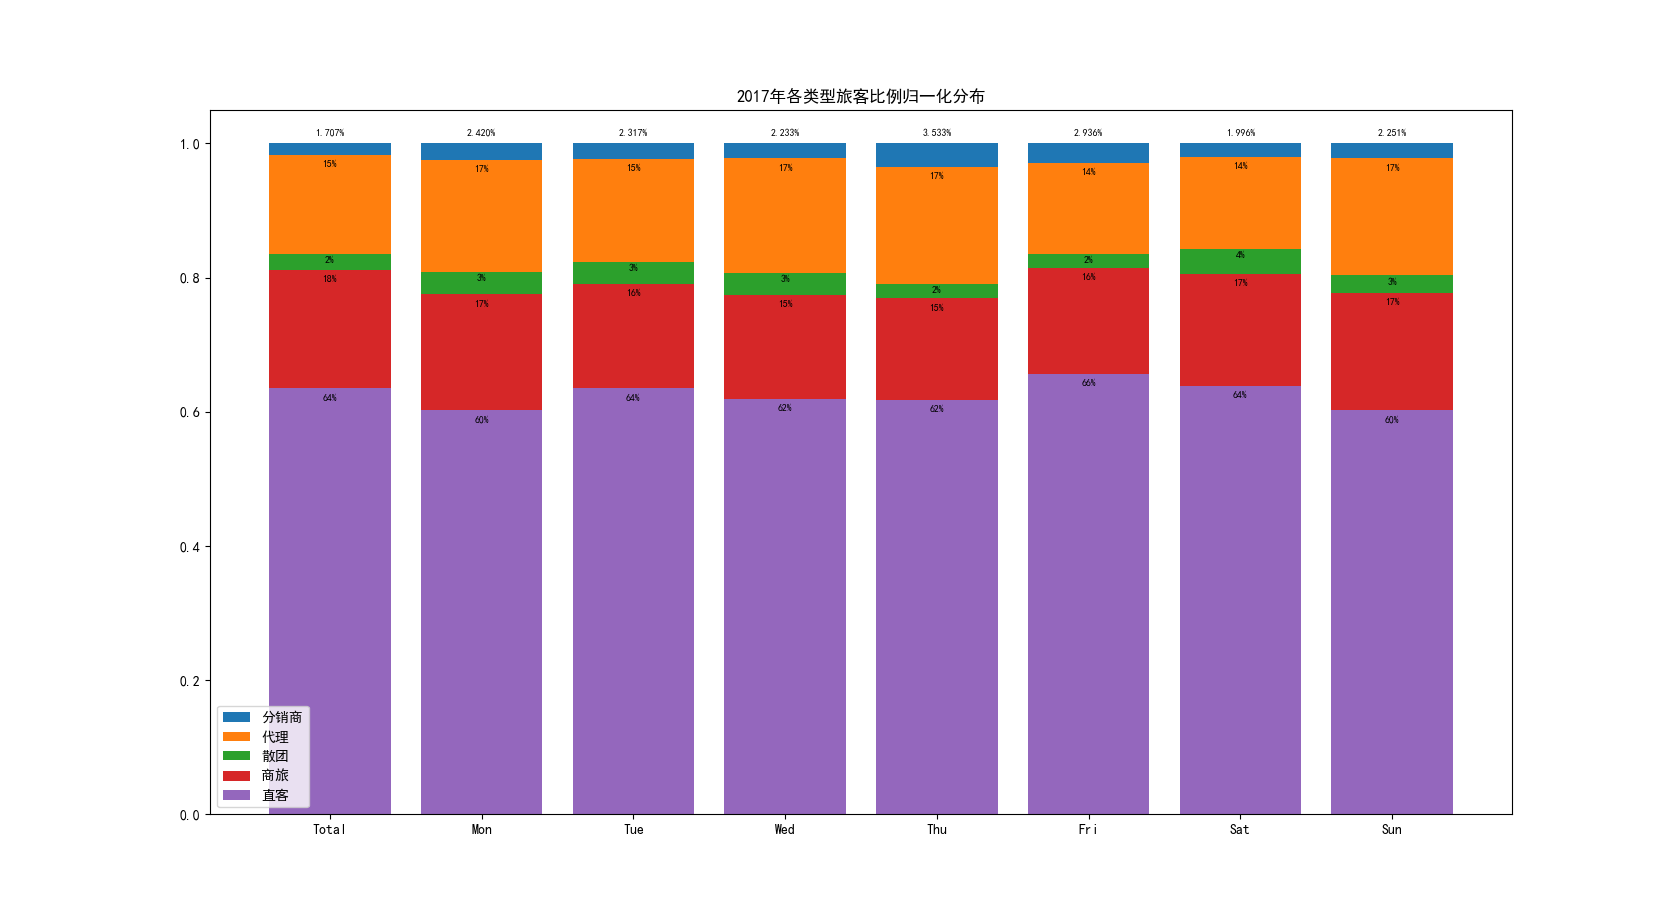 2017年各类型旅客比例归一化分布
1.707% 2.420% 2.317% 2.233% 3.533% 2.936% 1.996% 2.251%
1.0
15% 17% 15% 17% 17% 14% 14% 17%
2% 3% 3% 3% 2% 2% 4% 3%
0.8
18% 17% 16% 15% 15% 16% 17% 17%
64% 60% 64% 62% 62% 66% 64% 60%
0.6
0.4
0.2
分销商
代理
散团
商旅
直客
0.0
Total Mon Tue Wed Thu Fri Sat Sun